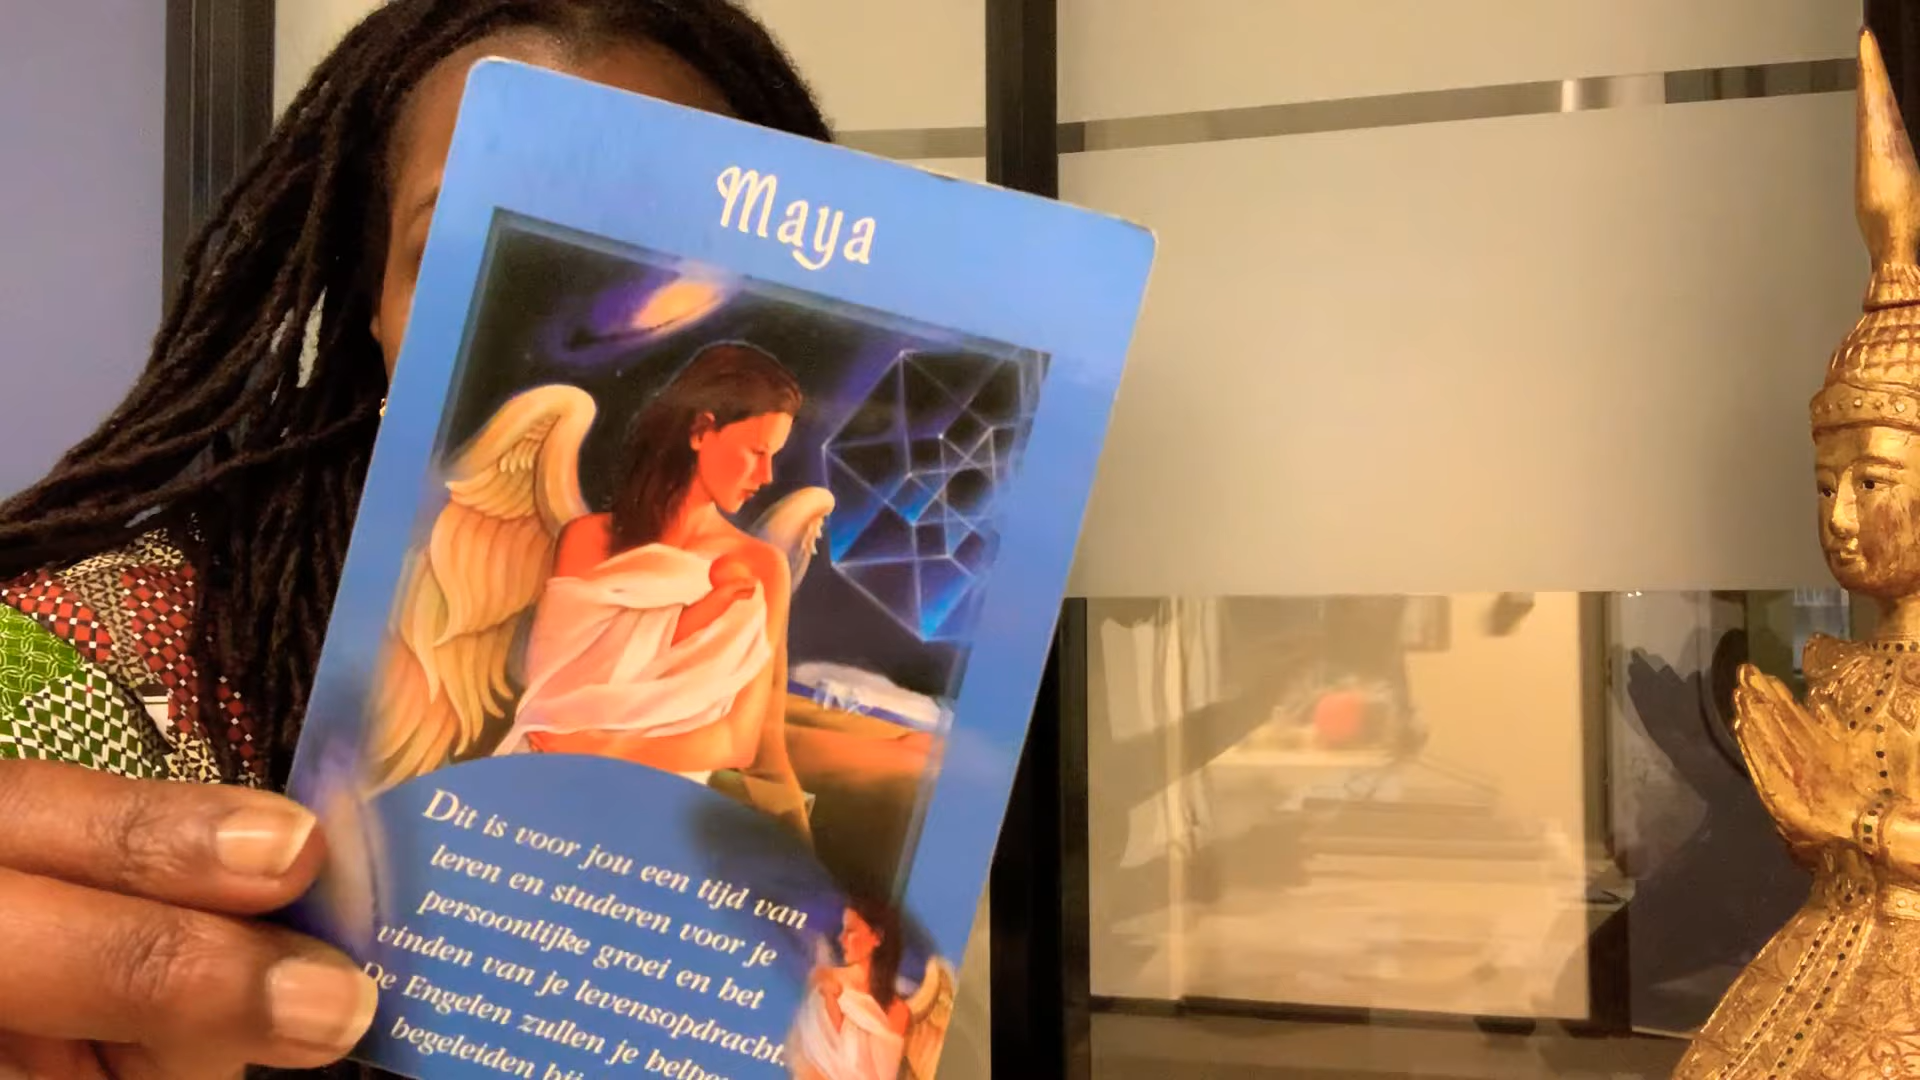 Maya
Dit is voor jou een tijd van
leren en studeren voor je
persoonlijke groei en het
vinden van je levensopdracht.
De Engelen zullen je
begeleiden